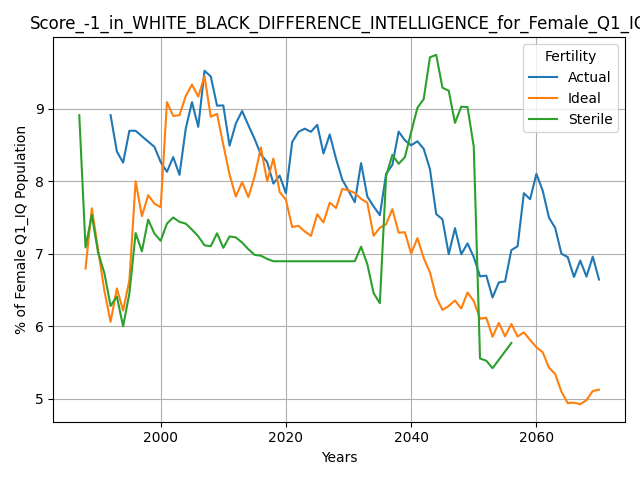 Score_-1_in_WHITE_BLACK_DIFFERENCE_INTELLIGENCE_for_Female_Q1_IQ
Fertility
Actual
Ideal
Sterile
% of Female Q1_IQ Population
9
8
7
6
5
2000 2020 2040 2060
Years